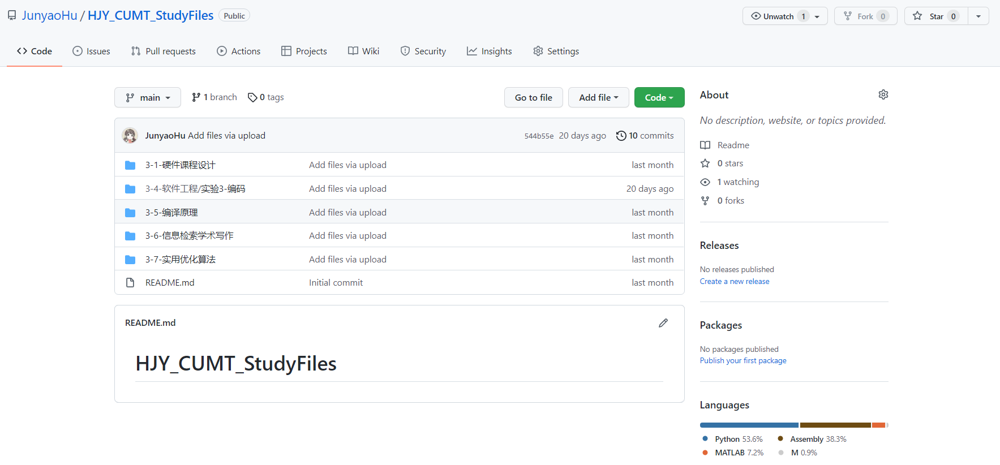 JunyaoHu / HJY_CUMT_StudyFiles Public
Unwatch 1 Fork 0 Star 0
Code Issues Pull requests Actions Projects Wiki Security Insights Settings
main 1 branch 0 tags Go to file Add file Code
JunyaoHu Add files via upload 544b55e 20 days ago 10 commits
3-1-硬件课程设计 Add files via upload last month
3-4-软件工程/实验3-编码 Add files via upload 20 days ago
3-5-编译原理 Add files via upload last month
3-6-信息检索学术写作 Add files via upload last month
3-7-实用优化算法 Add files via upload last month
README.md Initial commit last month
README.md
HJY_CUMT_StudyFiles
About
No description, website, or topics provided.
Readme
0 stars
1 watching
0 forks
Releases
No releases published
Create a new release
Packages
No packages published
Publish your first package
Languages
Python 53.6% Assembly 38.3%
MATLAB 7.2% M 0.9%